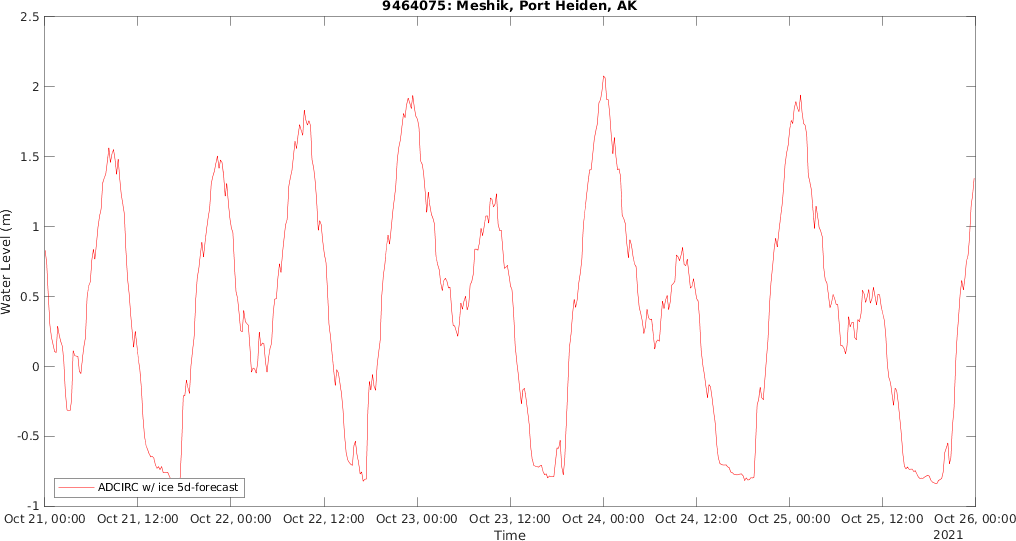 9464075: Meshik, Port Heiden, AK
2.5
2
1.5
1
0.5
0
-0.5
-1
Water Level (m)
ADCIRC w/ ice 5d-forecast
Oct 21, 00:00 Oct 21, 12:00 Oct 22, 00:00 Oct 22, 12:00 Oct 23, 00:00 Oct 23, 12:00 Oct 24, 00:00 Oct 24, 12:00 Oct 25, 00:00 Oct 25, 12:00 Oct 26, 00:00
Time
2021